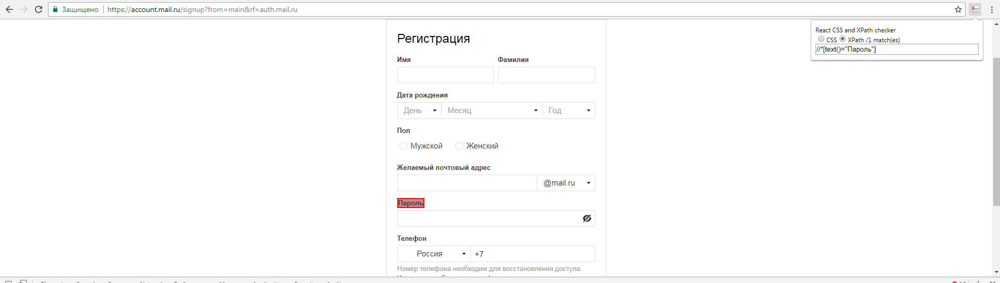 Защищено https://account.mail.ru/signup?from=main&rf=auth.mail.ru
React CSS and XPath checker
CSS XPath /1 match(es)
//*[text()="Пароль"]
Регистрация
Имя Фамилия
Дата рождения
День Месяц Год
Пол
Мужской Женский
Желаемый почтовый адрес
@mail.ru
Пароль
Телефон
Россия +7
Номер телефона необходим для восстановления доступа.